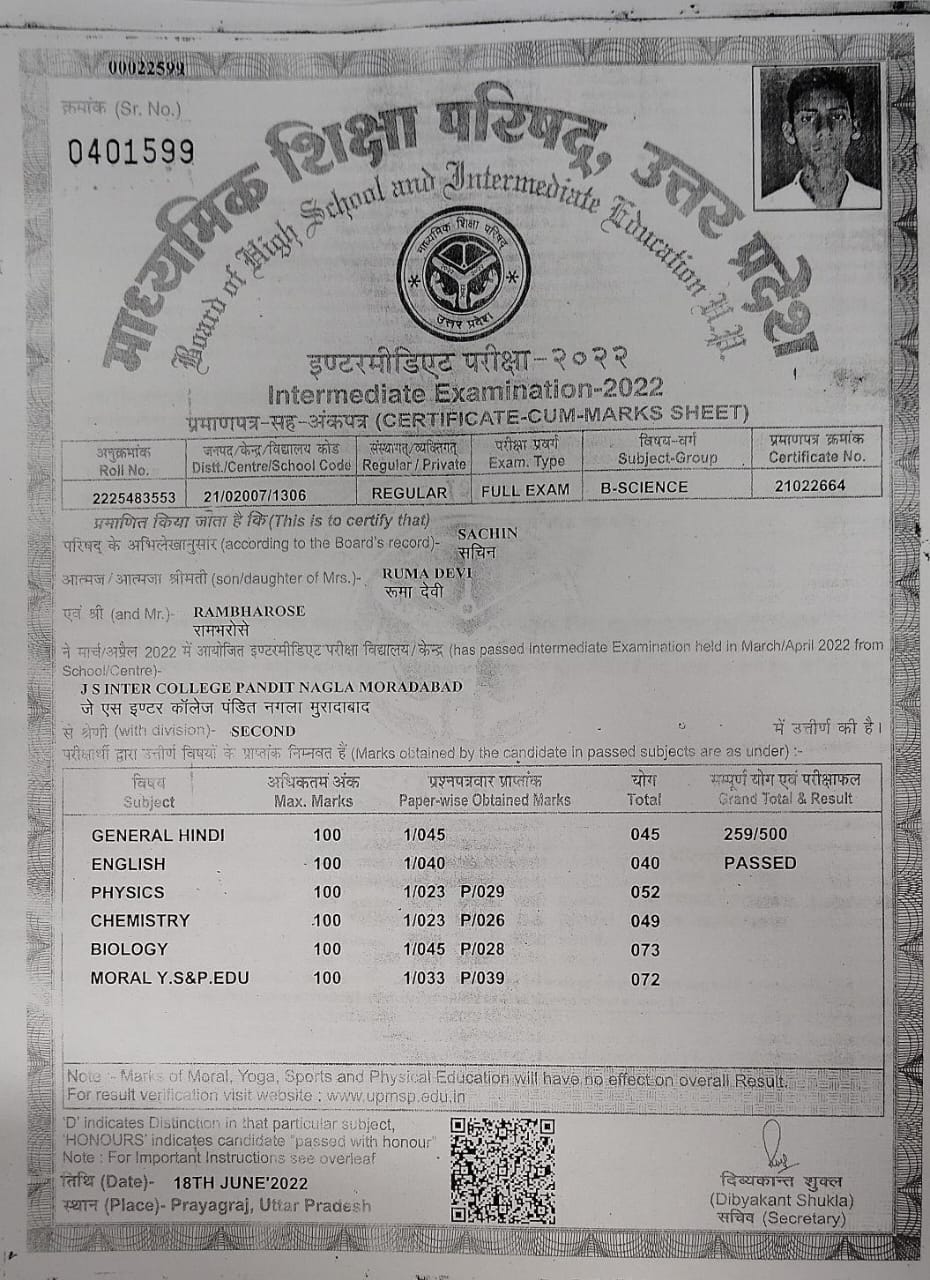 00022599
क्रमांक (Sr. No.)
0401599
माध्यमिक शिक्षा परिषद्, उत्तर प्रदेश
Board of High School and Intermediate Education U.P.
माध्यमिक शिक्षा परिषद्
उत्तर प्रदेश
इण्टरमीडिएट परीक्षा-२०२२
Intermediate Examination-2022
प्रमाणपत्र-सह-अंकपत्र (CERTIFICATE-CUM-MARKS SHEET)
अनुक्रमांक जनपद/केन्द्र/विद्यालय कोड संस्थागत/व्यक्तिगत परीक्षा प्रवर्ग विषय-वर्ग प्रमाणपत्र क्रमांक
Roll No. Distt./Centre/School Code Regular / Private Exam. Type Subject-Group Certificate No.
2225483553 21/02007/1306 REGULAR FULL EXAM B-SCIENCE 21022664
प्रमाणित किया जाता है कि (This is to certify that)
परिषद के अभिलेखानुसार (according to the Board's record)- SACHIN
सचिन
आत्मज/आत्मजा श्रीमती (son/daughter of Mrs.)- RUMA DEVI
रूमा देवी
एवं श्री (and Mr.)- RAMBHAROSE
रामभरोसे
ने मार्च/अप्रैल 2022 में आयोजित इण्टरमीडिएट परीक्षा विद्यालय/केन्द्र (has passed Intermediate Examination held in March/April 2022 from
School/Centre)-
J S INTER COLLEGE PANDIT NAGLA MORADABAD
जे एस इण्टर कॉलेज पंडित नगला मुरादाबाद
से श्रेणी (with division)- SECOND में उत्तीर्ण की है।
परीक्षार्थी द्वारा उत्तीर्ण विषयों के प्राप्तांक निम्नवत हैं (Marks obtained by the candidate in passed subjects are as under) :-
विषय अधिकतम अंक प्रश्नपत्रवार प्राप्तांक योग सम्पूर्ण योग एवं परीक्षाफल
Subject Max. Marks Paper-wise Obtained Marks Total Grand Total & Result
GENERAL HINDI 100 1/045 045 259/500
ENGLISH 100 1/040 040 PASSED
PHYSICS 100 1/023 P/029 052
CHEMISTRY 100 1/023 P/026 049
BIOLOGY 100 1/045 P/028 073
MORAL Y.S&P.EDU 100 1/033 P/039 072
Note :- Marks of Moral, Yoga, Sports and Physical Education will have no effect on overall Result.
For result verification visit website : www.upmsp.edu.in
'D' indicates Distinction in that particular subject,
'HONOURS' indicates candidate "passed with honour"
Note : For Important Instructions see overleaf
तिथि (Date)- 18TH JUNE'2022
स्थान (Place)- Prayagraj, Uttar Pradesh
दिव्यकान्त शुक्ल
(Dibyakant Shukla)
सचिव (Secretary)